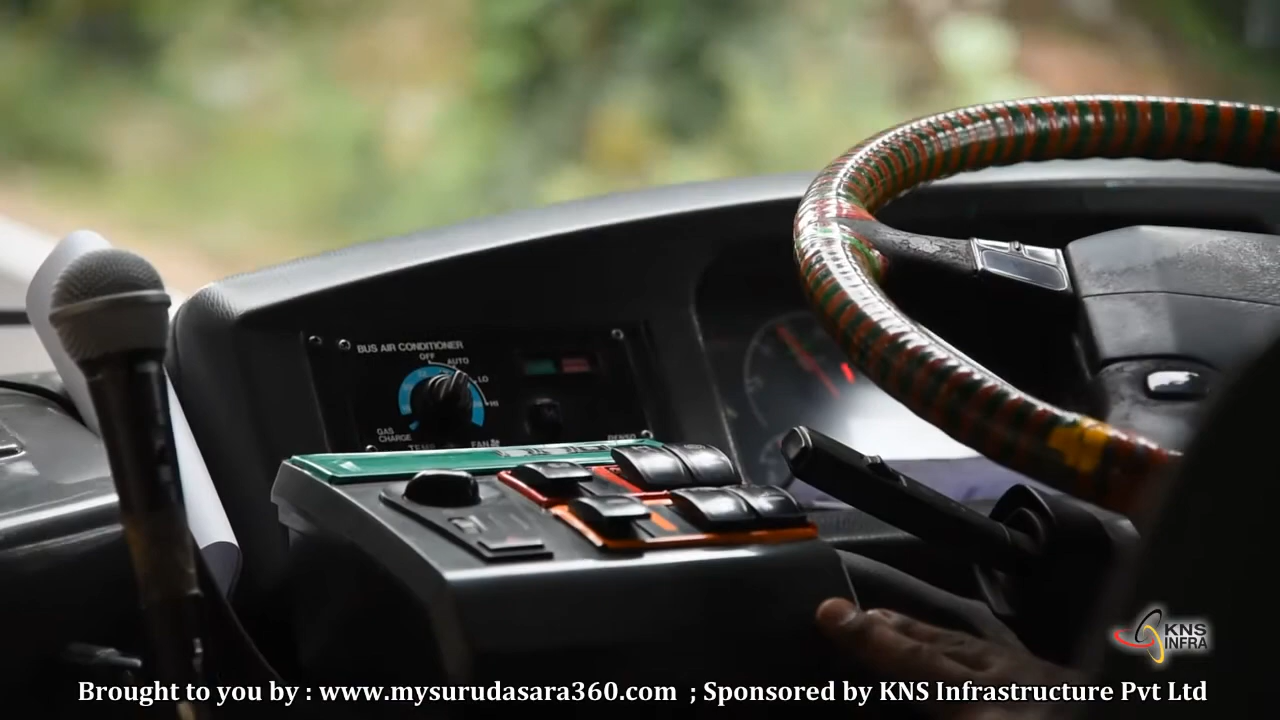 BUS AIR CONDITIONER
OFF
AUTO
LO
HI
GAS
CHARGE
TEMP
FAN
DENSO
KNS
INFRA
Brought to you by : www.mysurudasara360.com ; Sponsored by KNS Infrastructure Pvt Ltd